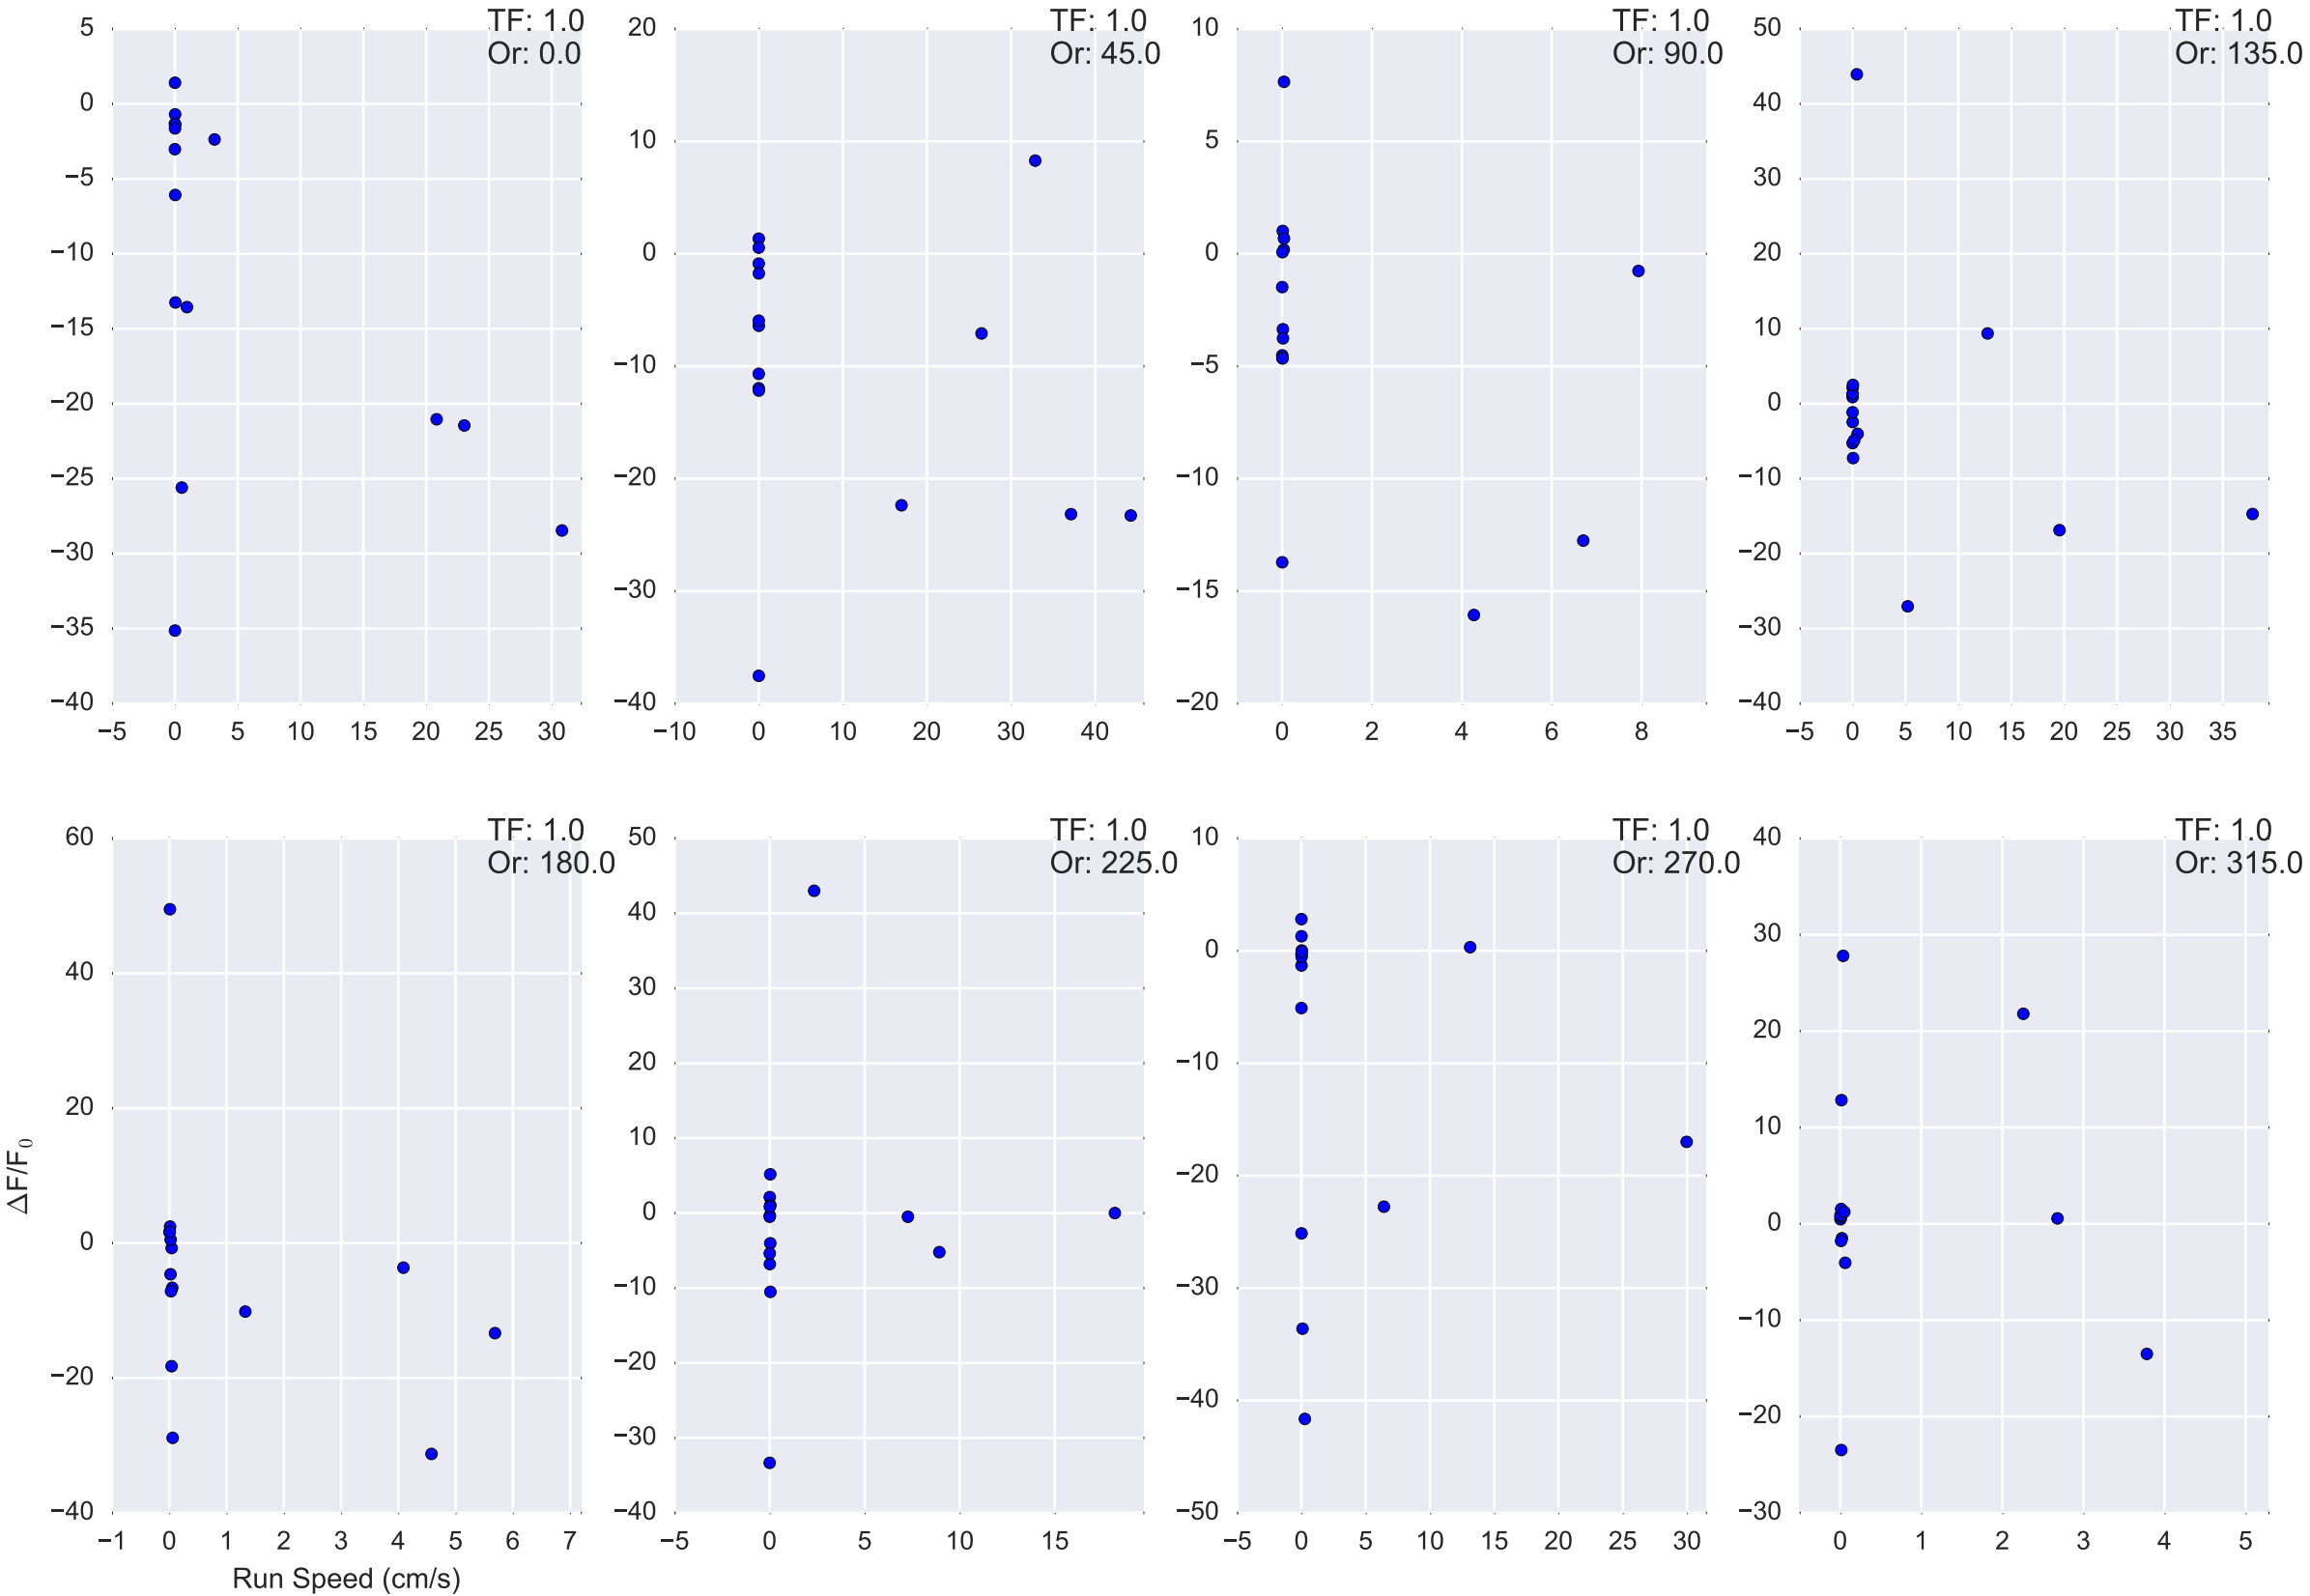 TF: 1.0
Or: 0.0
5
0
−5
−10
−15
−20
−25
−30
−35
−40
−5 0 5 10 15 20 25 30
TF: 1.0
Or: 45.0
20
10
0
−10
−20
−30
−40
−10 0 10 20 30 40
TF: 1.0
Or: 90.0
10
5
0
−5
−10
−15
−20
0 2 4 6 8
TF: 1.0
Or: 135.0
50
40
30
20
10
0
−10
−20
−30
−40
−5 0 5 10 15 20 25 30 35
TF: 1.0
Or: 180.0
60
40
20
0
−20
−40
−1 0 1 2 3 4 5 6 7
ΔF/F₀
Run Speed (cm/s)
TF: 1.0
Or: 225.0
50
40
30
20
10
0
−10
−20
−30
−40
−5 0 5 10 15
TF: 1.0
Or: 270.0
10
0
−10
−20
−30
−40
−50
−5 0 5 10 15 20 25 30
TF: 1.0
Or: 315.0
40
30
20
10
0
−10
−20
−30
0 1 2 3 4 5